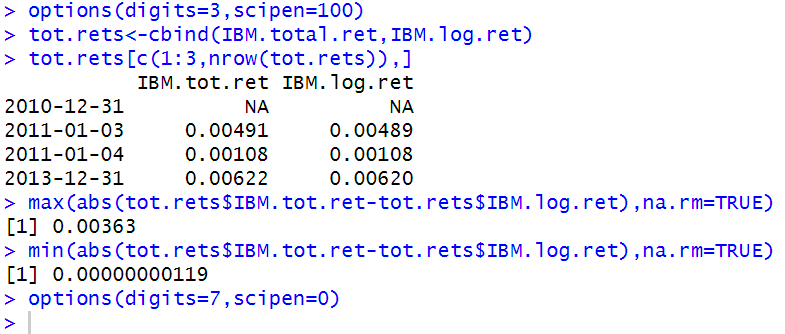 > options(digits=3,scipen=100)
> tot.rets<-cbind(IBM.total.ret,IBM.log.ret)
> tot.rets[c(1:3,nrow(tot.rets)),]
           IBM.tot.ret IBM.log.ret
2010-12-31          NA          NA
2011-01-03     0.00491     0.00489
2011-01-04     0.00108     0.00108
2013-12-31     0.00622     0.00620
> max(abs(tot.rets$IBM.tot.ret-tot.rets$IBM.log.ret),na.rm=TRUE)
[1] 0.00363
> min(abs(tot.rets$IBM.tot.ret-tot.rets$IBM.log.ret),na.rm=TRUE)
[1] 0.00000000119
> options(digits=7,scipen=0)
>